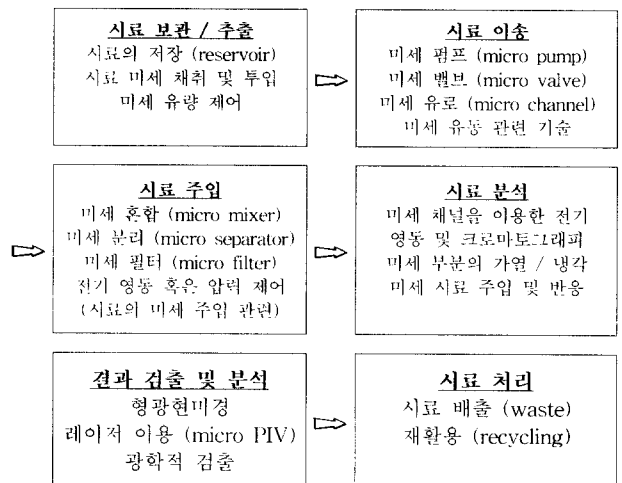 시료 보관 / 추출
시료의 저장 (reservoir)
시료 미세 채취 및 투입
미세 유량 제어
시료 이송
미세 펌프 (micro pump)
미세 밸브 (micro valve)
미세 유로 (micro channel)
미세 유동 관련 기술
시료 주입
미세 혼합 (micro mixer)
미세 분리 (micro separator)
미세 필터 (micro filter)
전기 영동 혹은 압력 제어
(시료의 미세 주입 관련)
시료 분석
미세 채널을 이용한 전기
영동 및 크로마토그래피
미세 부분의 가열 / 냉각
미세 시료 주입 및 반응
결과 검출 및 분석
형광현미경
레이저 이용 (micro PIV)
광학적 검출
시료 처리
시료 배출 (waste)
재활용 (recycling)